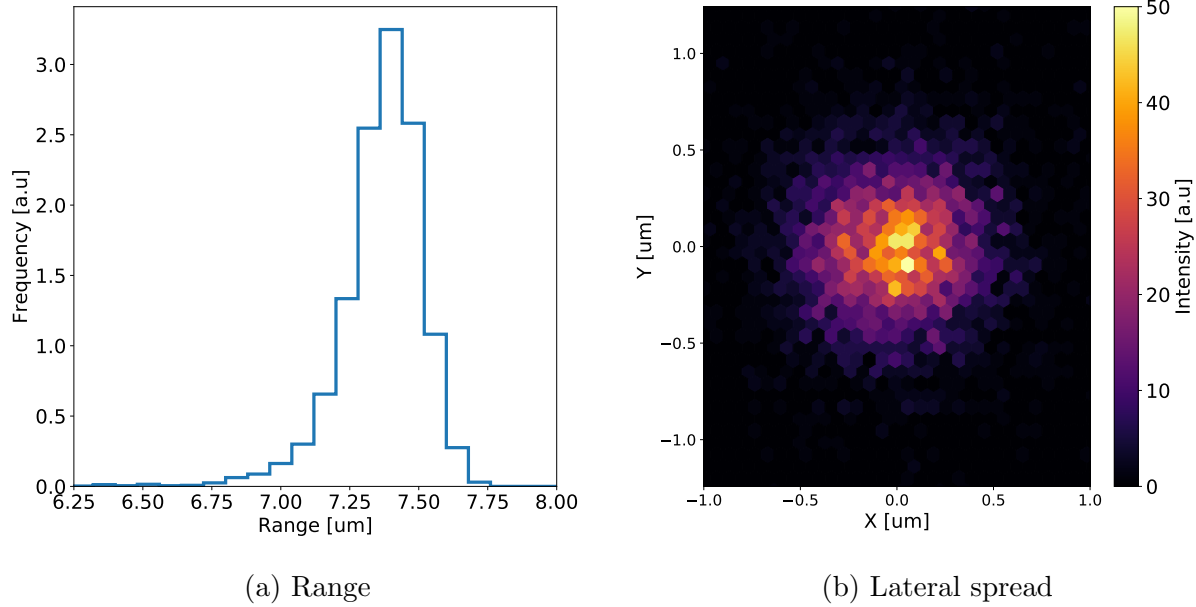 3.0
2.5
2.0
1.5
1.0
0.5
0.0
Frequency [a.u]
6.25 6.50 6.75 7.00 7.25 7.50 7.75 8.00
Range [um]
(a) Range
1.0
0.5
0.0
−0.5
−1.0
Y [um]
−1.0 −0.5 0.0 0.5 1.0
X [um]
50
40
30
20
10
0
Intensity [a.u]
(b) Lateral spread